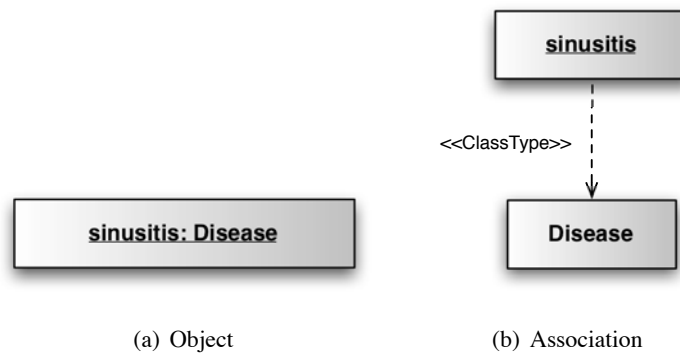 sinusitis
<<ClassType>>
sinusitis: Disease
Disease
(a) Object
(b) Association